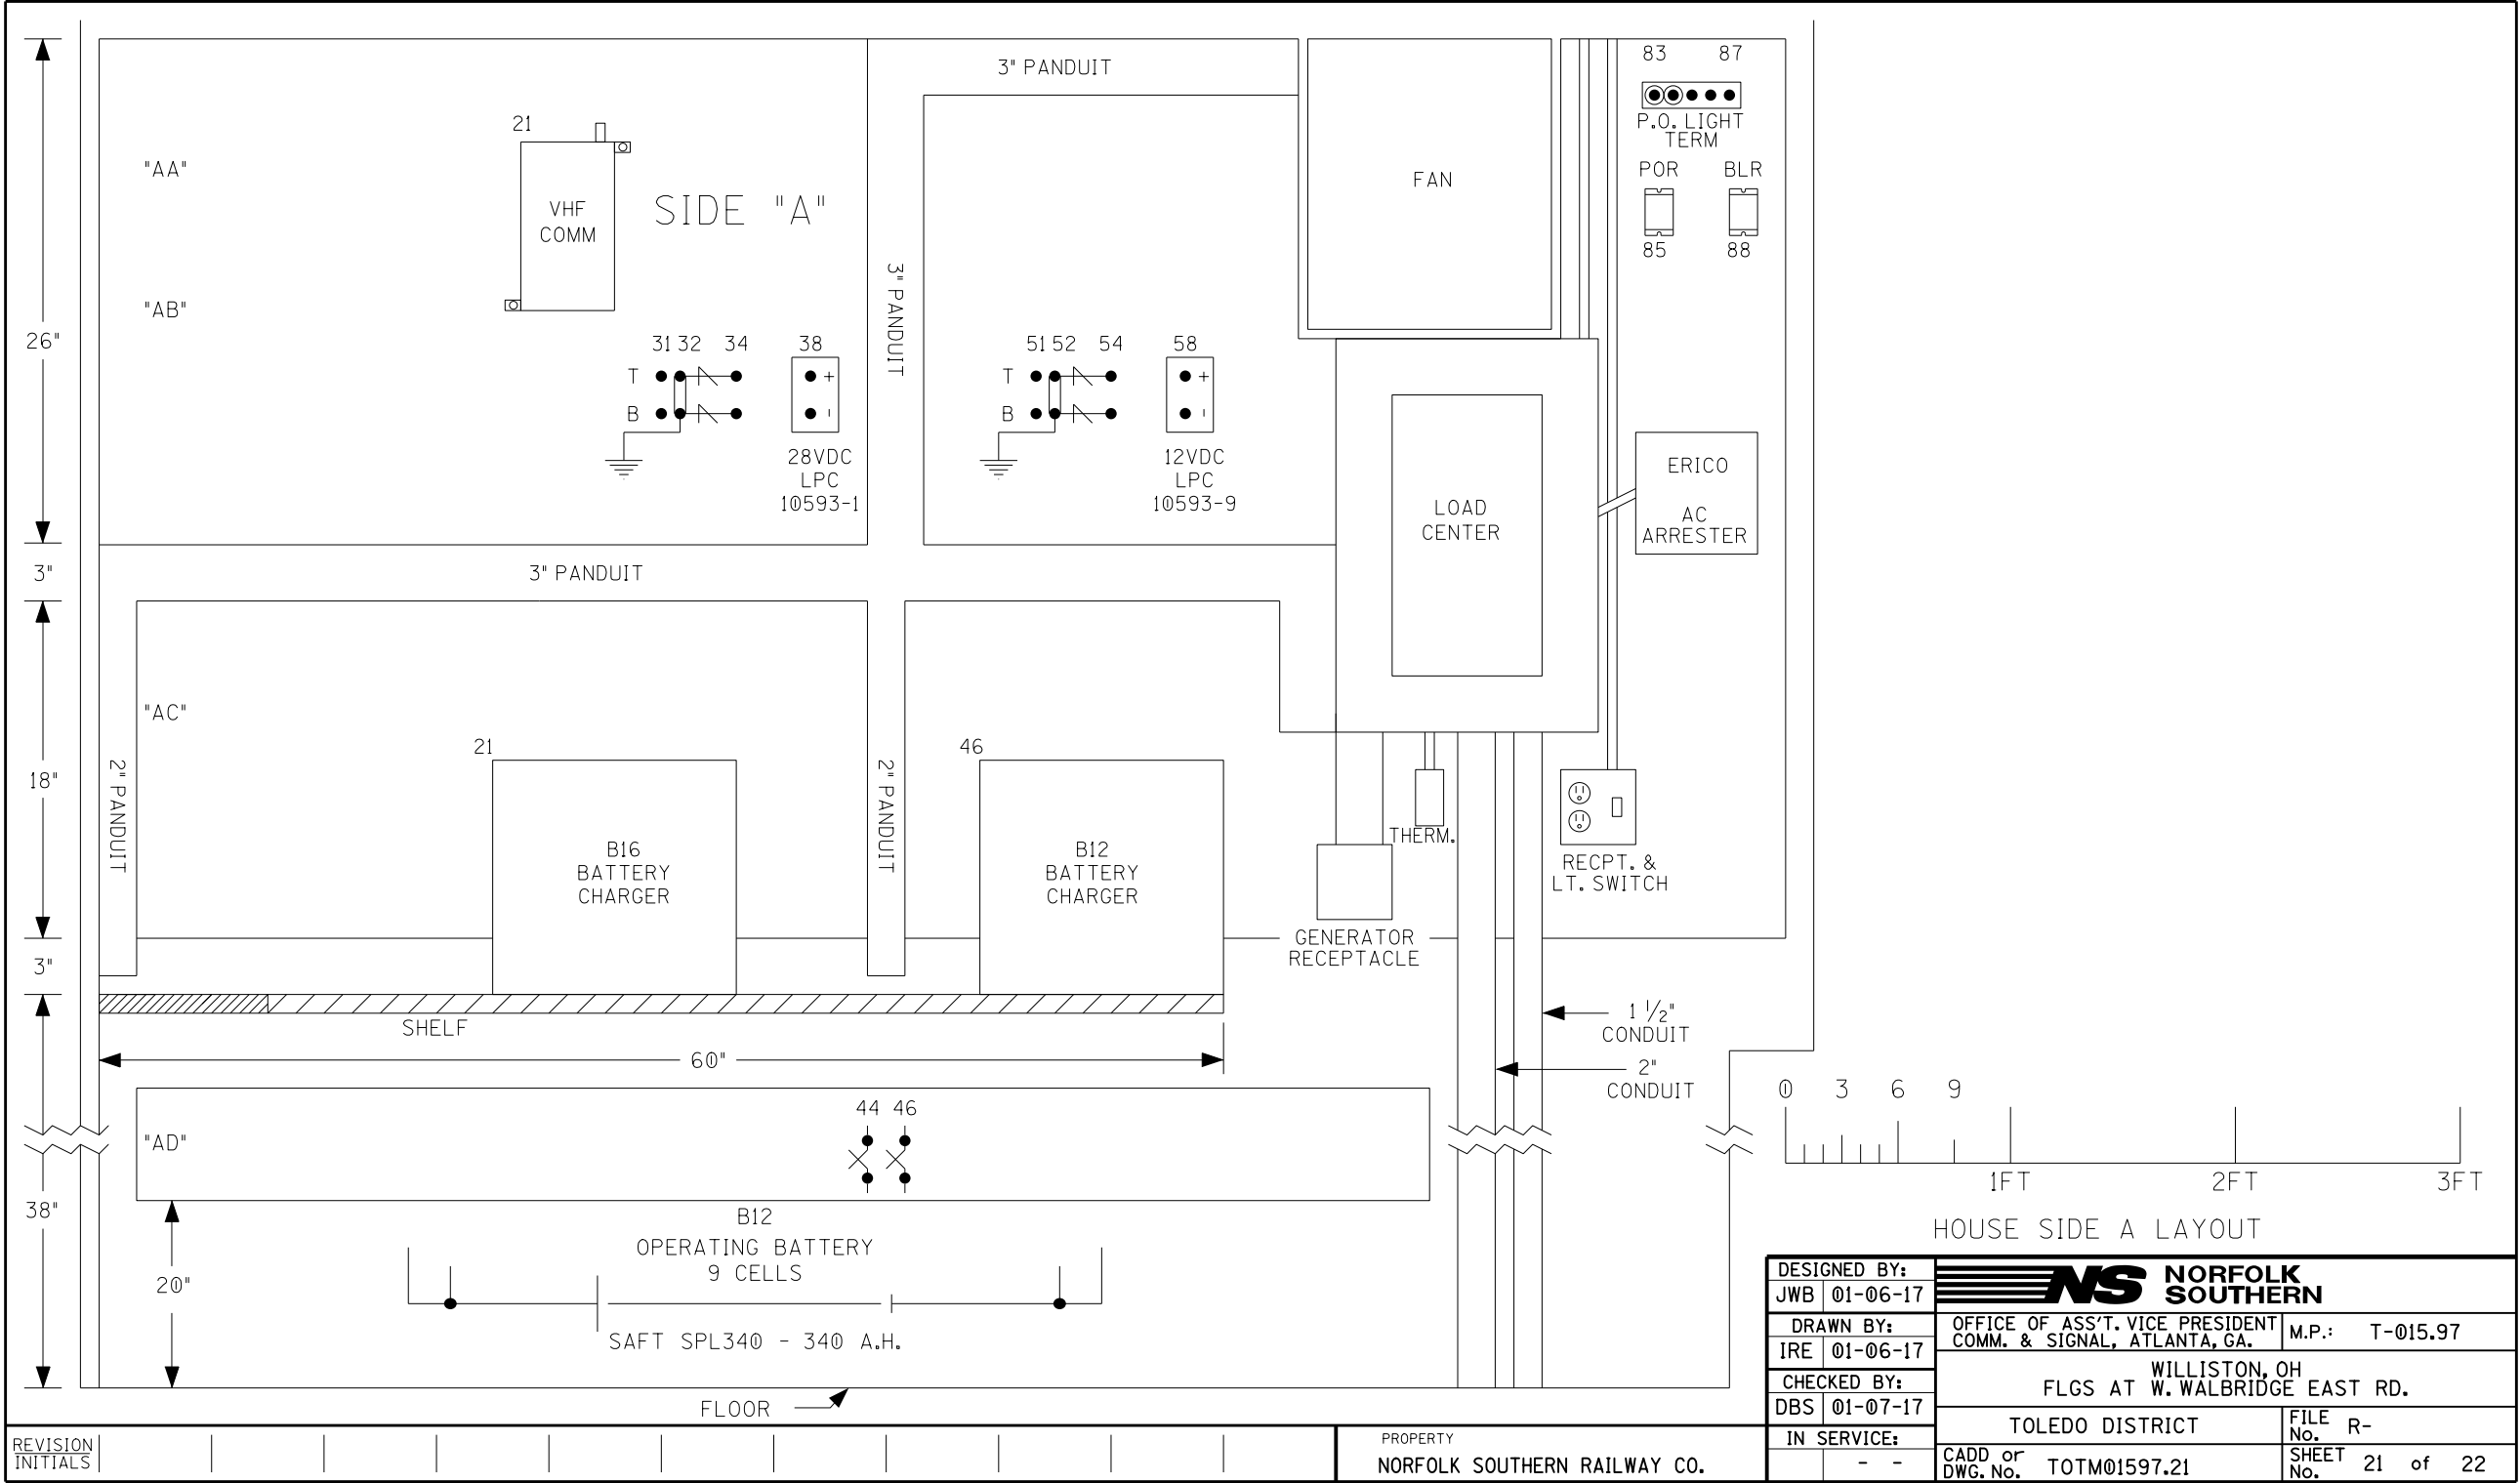 83 87
3" PANDUIT
P.O. LIGHT
TERM
21
"AA"
POR BLR
FAN
VHF
COMM
SIDE "A"
85 88
3" PANDUIT
"AB"
26"
31 32 34 38
51 52 54 58
T + T +
B - B -
28VDC
LPC
10593-1
12VDC
LPC
10593-9
ERICO
AC
ARRESTER
LOAD
CENTER
3"
3" PANDUIT
"AC"
21
46
18"
2" PANDUIT
2" PANDUIT
B16
BATTERY
CHARGER
B12
BATTERY
CHARGER
THERM.
RECPT. &
LT. SWITCH
GENERATOR
RECEPTACLE
3"
SHELF
1 1/2"
CONDUIT
60"
2"
CONDUIT
0 3 6 9
44 46
"AD"
1FT 2FT 3FT
38"
B12
OPERATING BATTERY
9 CELLS
HOUSE SIDE A LAYOUT
20"
SAFT SPL340 - 340 A.H.
FLOOR
DESIGNED BY:
JWB 01-06-17
DRAWN BY:
IRE 01-06-17
CHECKED BY:
DBS 01-07-17
IN SERVICE:
- -
NS NORFOLK
SOUTHERN
OFFICE OF ASS'T. VICE PRESIDENT
COMM. & SIGNAL, ATLANTA, GA.
M.P.: T-015.97
WILLISTON, OH
FLGS AT W. WALBRIDGE EAST RD.
TOLEDO DISTRICT
FILE
No. R-
CADD or
DWG. No. TOTM01597.21
SHEET
No. 21 of 22
REVISION
INITIALS
PROPERTY
NORFOLK SOUTHERN RAILWAY CO.